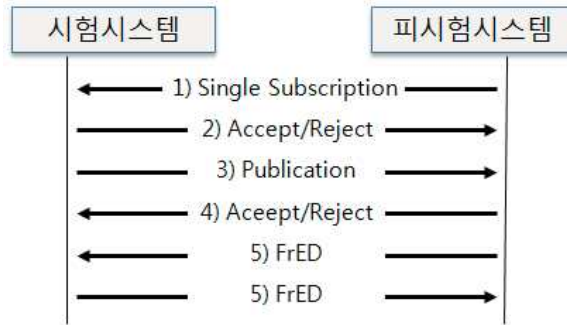 시험시스템
피시험시스템
1) Single Subscription
2) Accept/Reject
3) Publication
4) Aceept/Reject
5) FrED
5) FrED